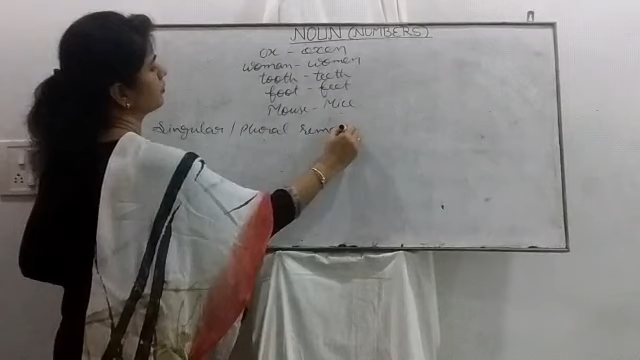 NOUN (NUMBERS)
ox - oxen
woman - women
tooth - teeth
foot - feet
Mouse - Mice
Singular / Plural